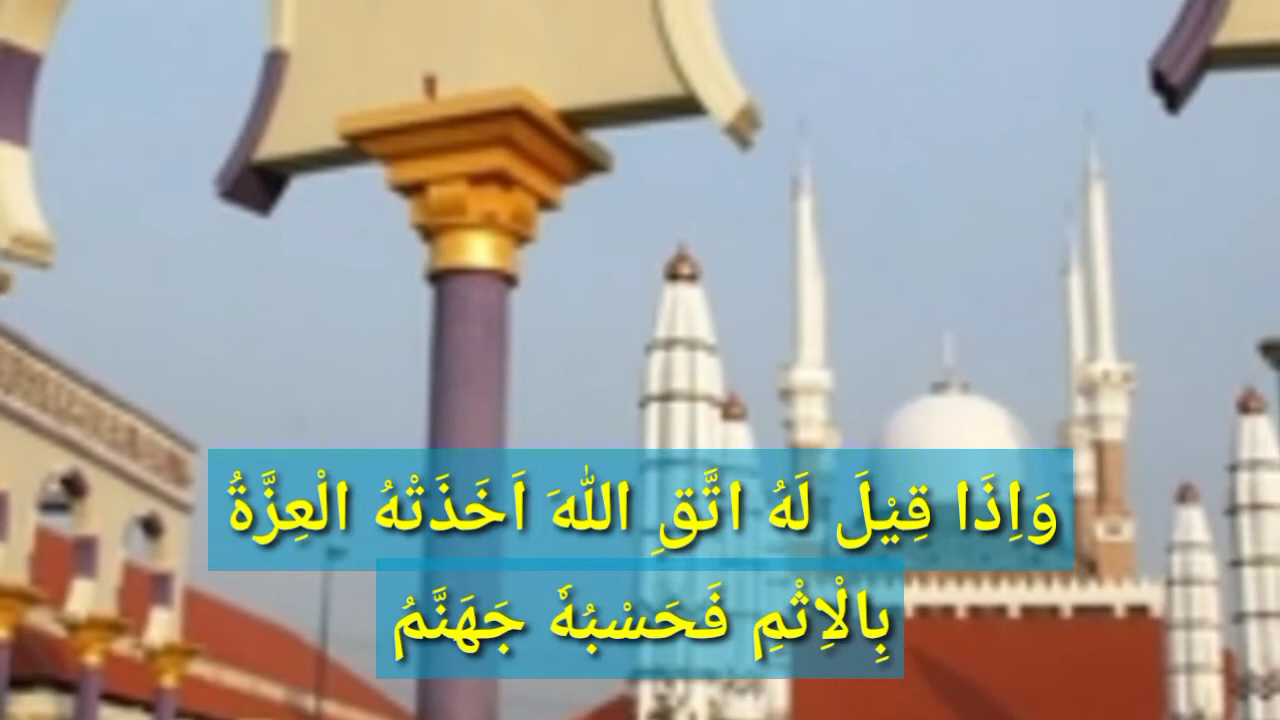 وَاِذَا قِيْلَ لَهُ اتَّقِ اللّٰهَ اَخَذَتْهُ الْعِزَّةُ
بِالْاِثْمِ فَحَسْبُهٗ جَهَنَّمُ